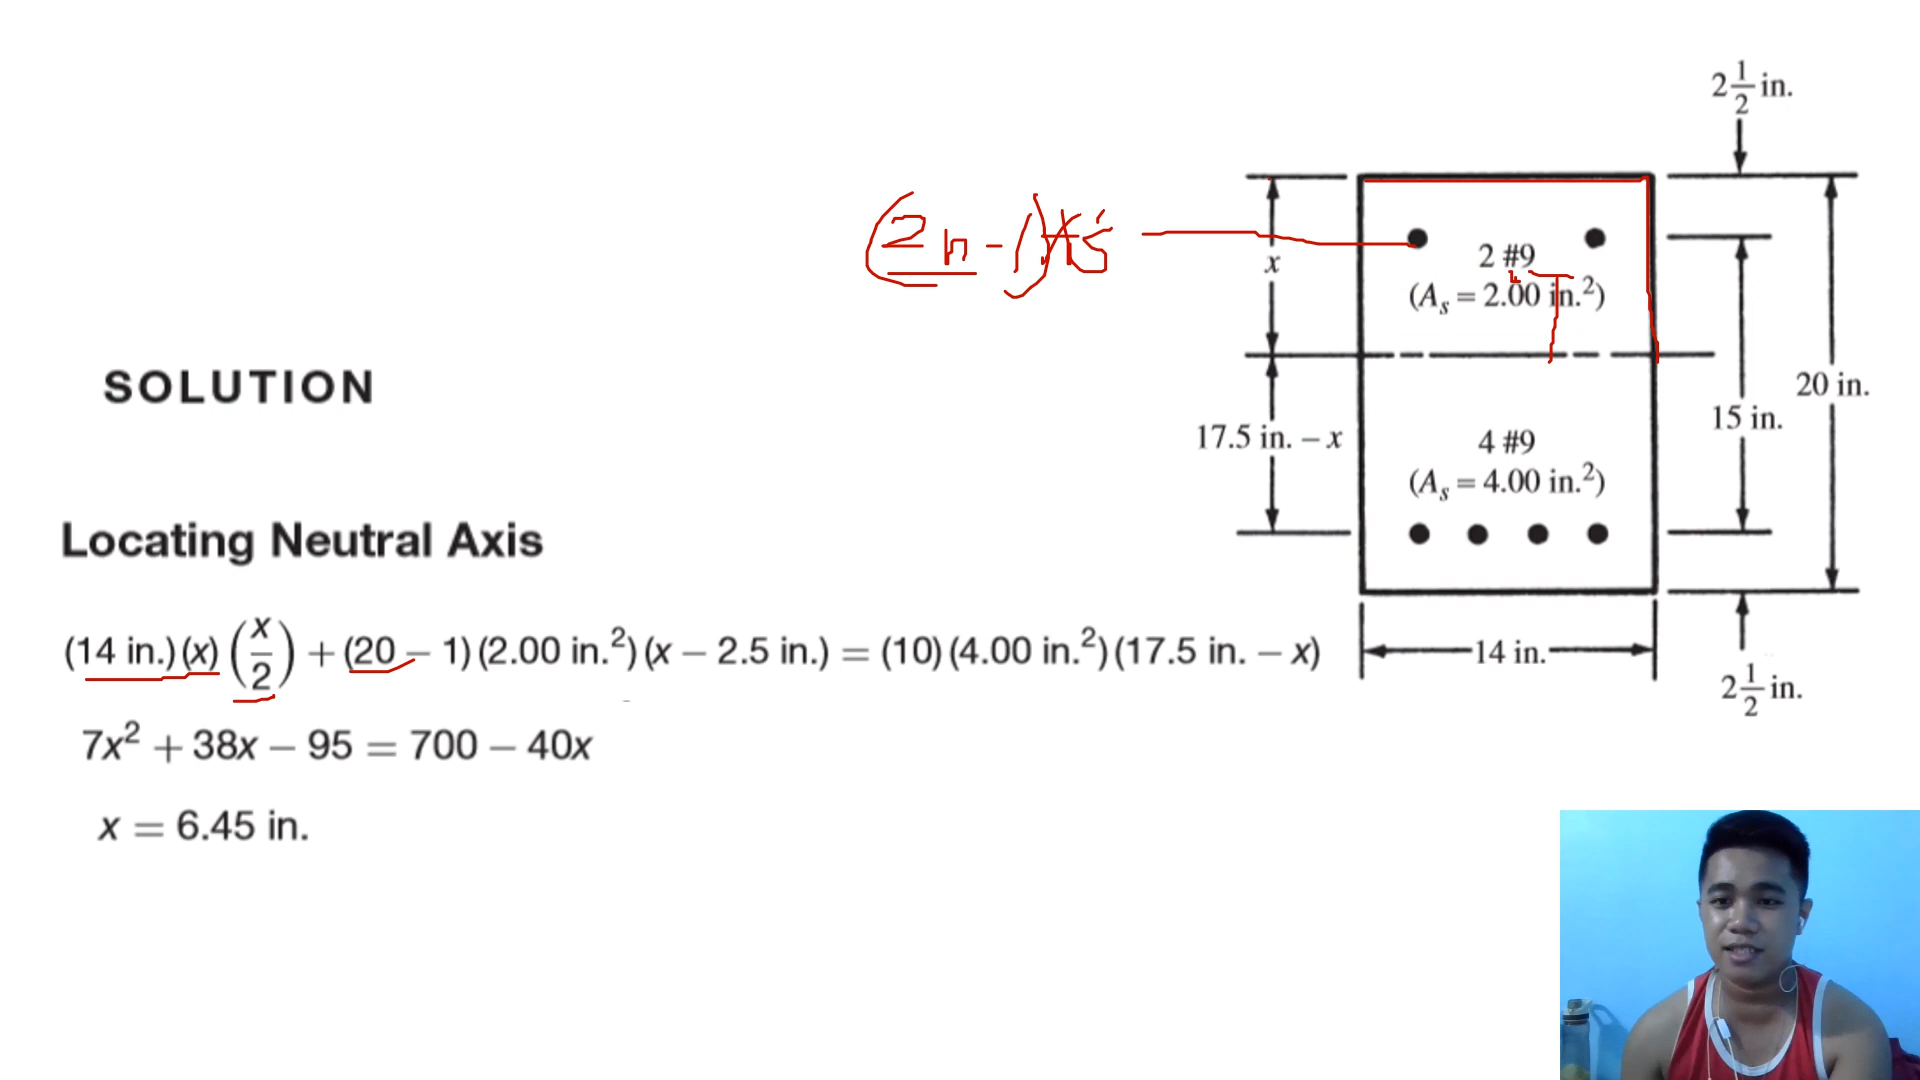 SOLUTION
Locating Neutral Axis
(14 in.)(x)(x/2) + (20 − 1)(2.00 in.²)(x − 2.5 in.) = (10)(4.00 in.²)(17.5 in. − x)
7x² + 38x − 95 = 700 − 40x
x = 6.45 in.
(2n-1)
2 1/2 in.
x
2 #9
(Aₛ = 2.00 in.²)
20 in.
15 in.
17.5 in. − x
4 #9
(Aₛ = 4.00 in.²)
14 in.
2 1/2 in.